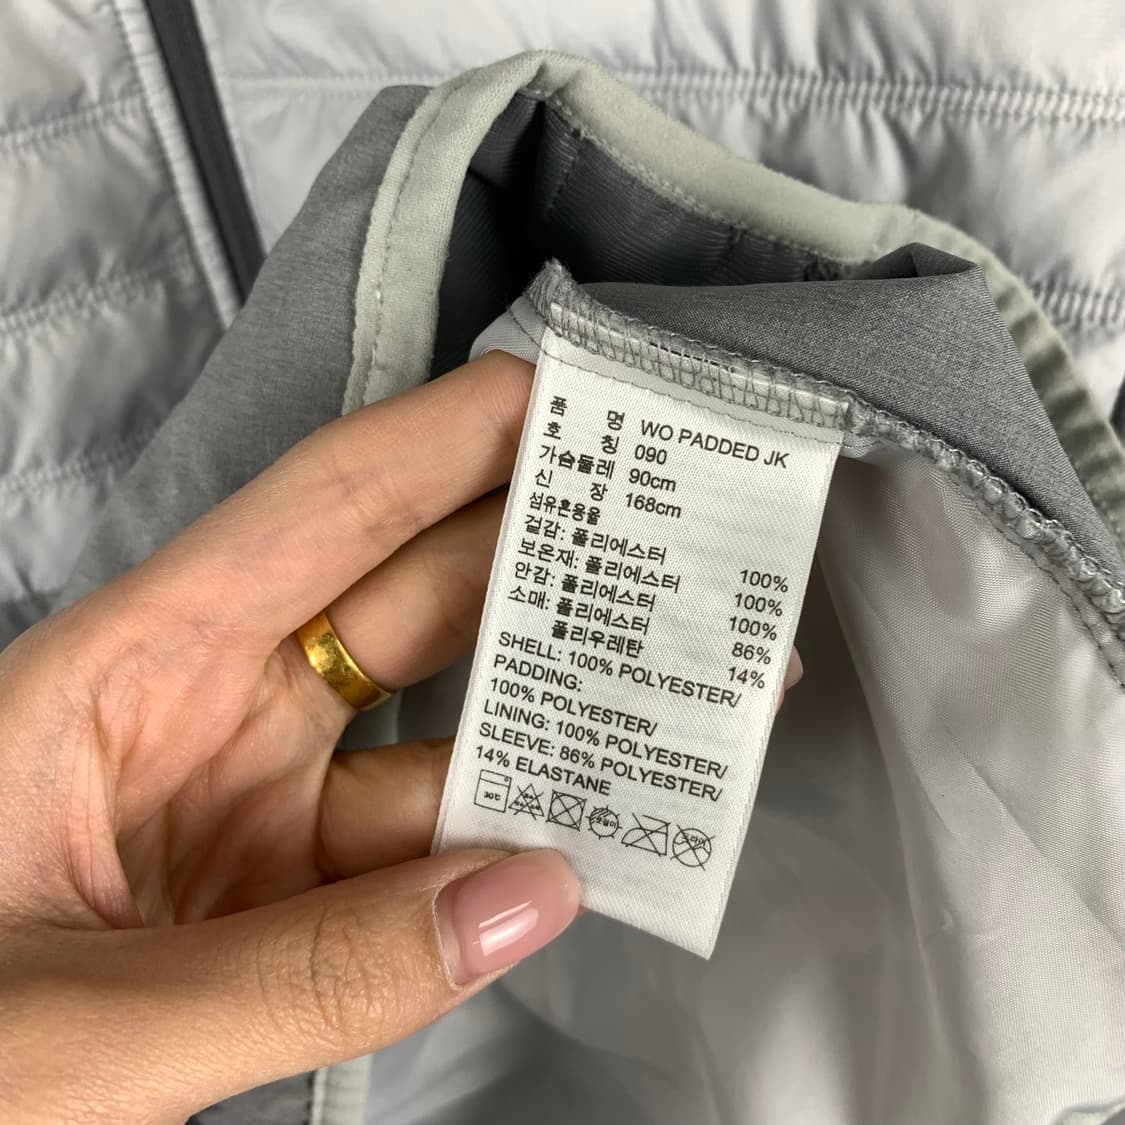 품 명 WO PADDED JK
호 칭 090
가슴둘레 90cm
신 장 168cm
섬유혼용율
겉감: 폴리에스터 100%
보온재: 폴리에스터 100%
안감: 폴리에스터 100%
소매: 폴리에스터 86%
폴리우레탄 14%
SHELL: 100% POLYESTER/
PADDING:
100% POLYESTER/
LINING: 100% POLYESTER/
SLEEVE: 86% POLYESTER/
14% ELASTANE
30℃